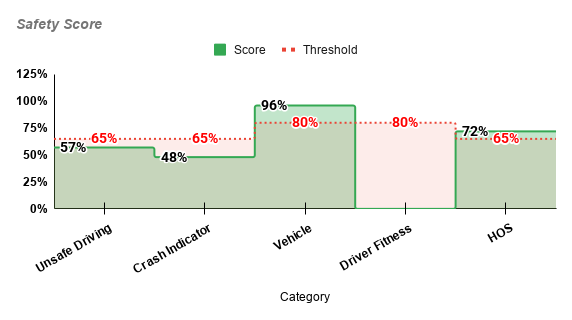 Safety Score
Score
Threshold
125%
100%
75%
50%
25%
0%
57%
65%
48%
65%
96%
80%
80%
72%
65%
Unsafe Driving
Crash Indicator
Vehicle
Driver Fitness
HOS
Category